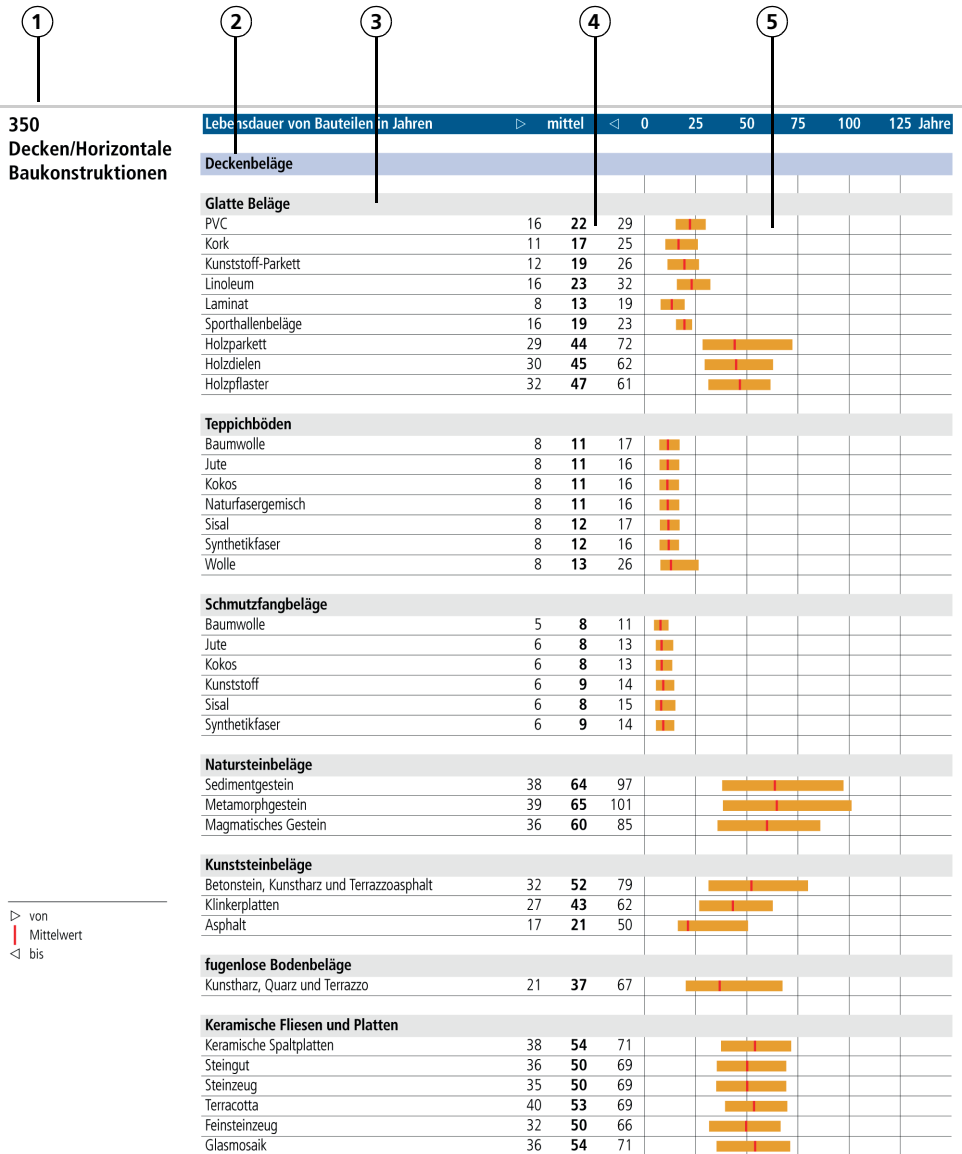 1 2 3 4 5
350
Decken/Horizontale
Baukonstruktionen
Lebensdauer von Bauteilen in Jahren ▷ mittel ◁ 0 25 50 75 100 125 Jahre
Deckenbeläge
Glatte Beläge
PVC 16 22 29
Kork 11 17 25
Kunststoff-Parkett 12 19 26
Linoleum 16 23 32
Laminat 8 13 19
Sporthallenbeläge 16 19 23
Holzparkett 29 44 72
Holzdielen 30 45 62
Holzpflaster 32 47 61
Teppichböden
Baumwolle 8 11 17
Jute 8 11 16
Kokos 8 11 16
Naturfasergemisch 8 11 16
Sisal 8 12 17
Synthetikfaser 8 12 16
Wolle 8 13 26
Schmutzfangbeläge
Baumwolle 5 8 11
Jute 6 8 13
Kokos 6 8 13
Kunststoff 6 9 14
Sisal 6 8 15
Synthetikfaser 6 9 14
Natursteinbeläge
Sedimentgestein 38 64 97
Metamorphgestein 39 65 101
Magmatisches Gestein 36 60 85
Kunststeinbeläge
Betonstein, Kunstharz und Terrazzoasphalt 32 52 79
Klinkerplatten 27 43 62
Asphalt 17 21 50
fugenlose Bodenbeläge
Kunstharz, Quarz und Terrazzo 21 37 67
Keramische Fliesen und Platten
Keramische Spaltplatten 38 54 71
Steingut 36 50 69
Steinzeug 35 50 69
Terracotta 40 53 69
Feinsteinzeug 32 50 66
Glasmosaik 36 54 71
▷ von
| Mittelwert
◁ bis